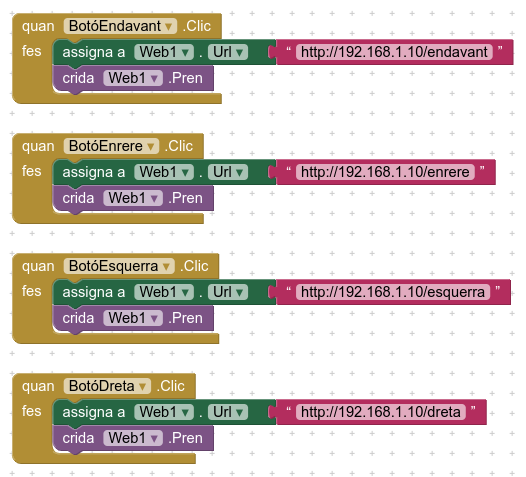 quan BotóEndavant ▾ .Clic
fes assigna a Web1 ▾ . Url ▾ “ http://192.168.1.10/endavant ”
crida Web1 ▾ .Pren
quan BotóEnrere ▾ .Clic
fes assigna a Web1 ▾ . Url ▾ “ http://192.168.1.10/enrere ”
crida Web1 ▾ .Pren
quan BotóEsquerra ▾ .Clic
fes assigna a Web1 ▾ . Url ▾ “ http://192.168.1.10/esquerra ”
crida Web1 ▾ .Pren
quan BotóDreta ▾ .Clic
fes assigna a Web1 ▾ . Url ▾ “ http://192.168.1.10/dreta ”
crida Web1 ▾ .Pren